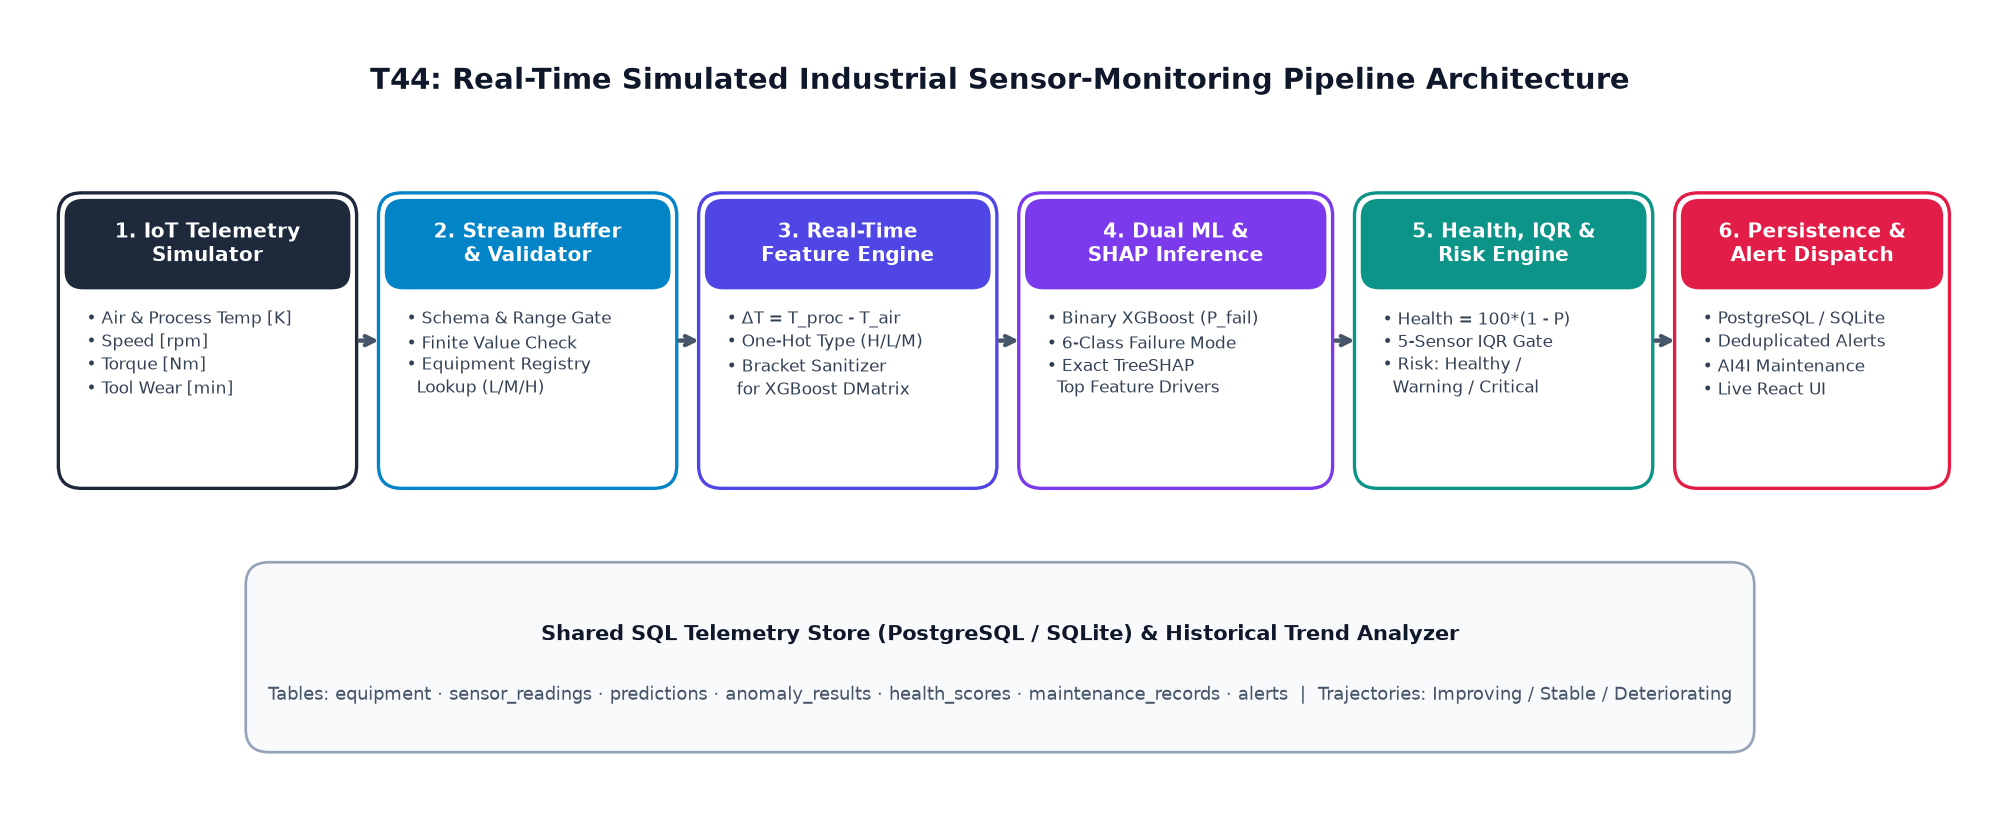 T44: Real-Time Simulated Industrial Sensor-Monitoring Pipeline Architecture
1. IoT Telemetry
Simulator
• Air & Process Temp [K]
• Speed [rpm]
• Torque [Nm]
• Tool Wear [min]
2. Stream Buffer
& Validator
• Schema & Range Gate
• Finite Value Check
• Equipment Registry
Lookup (L/M/H)
3. Real-Time
Feature Engine
• ΔT = T_proc - T_air
• One-Hot Type (H/L/M)
• Bracket Sanitizer
for XGBoost DMatrix
4. Dual ML &
SHAP Inference
• Binary XGBoost (P_fail)
• 6-Class Failure Mode
• Exact TreeSHAP
Top Feature Drivers
5. Health, IQR &
Risk Engine
• Health = 100*(1 - P)
• 5-Sensor IQR Gate
• Risk: Healthy /
Warning / Critical
6. Persistence &
Alert Dispatch
• PostgreSQL / SQLite
• Deduplicated Alerts
• AI4I Maintenance
• Live React UI
Shared SQL Telemetry Store (PostgreSQL / SQLite) & Historical Trend Analyzer
Tables: equipment · sensor_readings · predictions · anomaly_results · health_scores · maintenance_records · alerts | Trajectories: Improving / Stable / Deteriorating